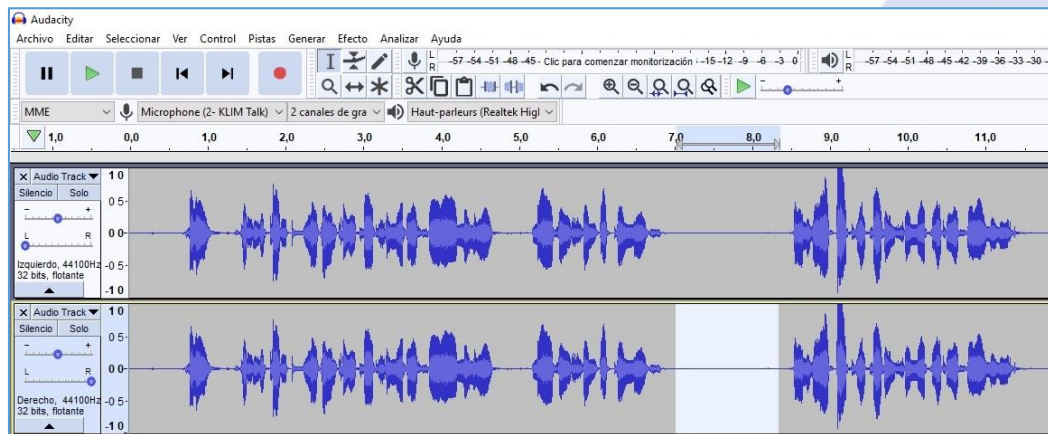 Audacity
Archivo Editar Seleccionar Ver Control Pistas Generar Efecto Analizar Ayuda
L
R
-57 -54 -51 -48 -45 - Clic para comenzar monitorización -15 -12 -9 -6 -3 0
L
R
-57 -54 -51 -48 -45 -42 -39 -36 -33 -30 -
MME Microphone (2- KLIM Talk) 2 canales de gra Haut-parleurs (Realtek Higl
1,0 0,0 1,0 2,0 3,0 4,0 5,0 6,0 7,0 8,0 9,0 10,0 11,0
Audio Track 1 0
Silencio Solo 0 5-
- +
L R 0 0-
Izquierdo, 44100Hz -0 5-
32 bits, flotante
-1 0
Audio Track 1 0
Silencio Solo 0 5-
- +
L R 0 0-
Derecho, 44100Hz -0 5-
32 bits, flotante
-1 0